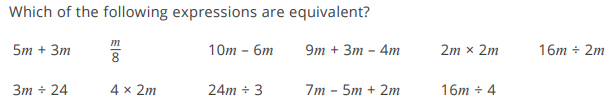 Which of the following expressions are equivalent?
5m + 3m m/8 10m − 6m 9m + 3m − 4m 2m × 2m 16m ÷ 2m
3m ÷ 24 4 × 2m 24m ÷ 3 7m − 5m + 2m 16m ÷ 4